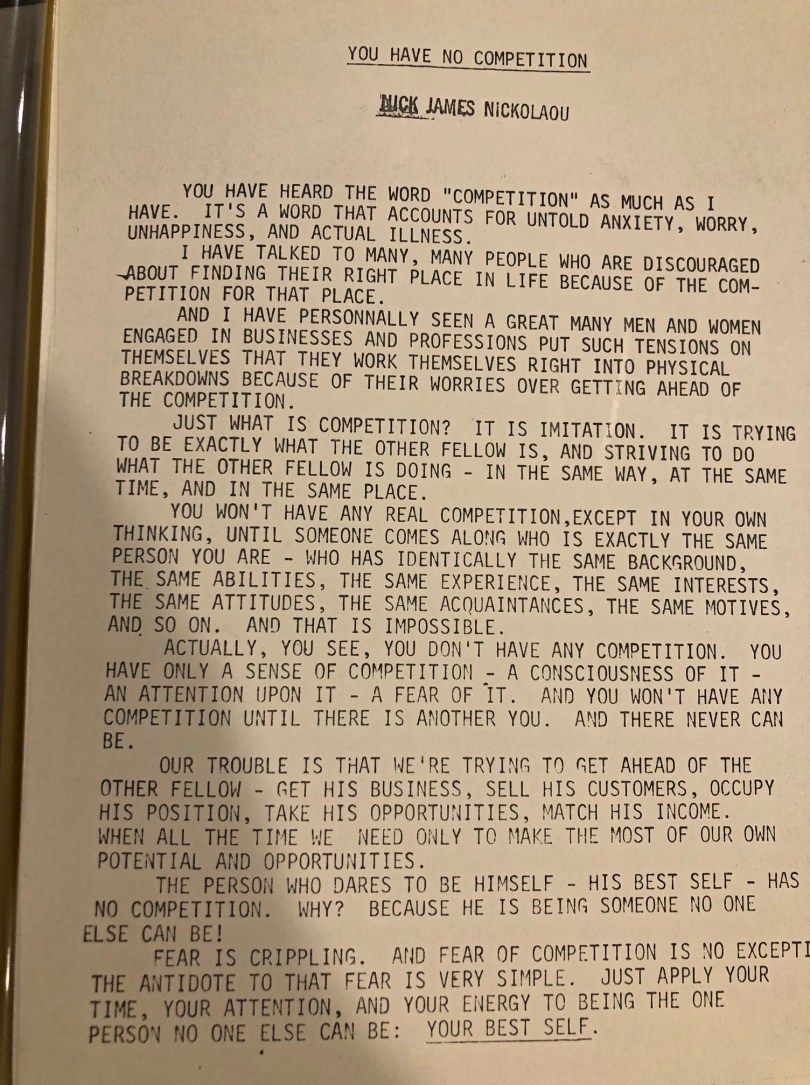 YOU HAVE NO COMPETITION
NICK JAMES NICKOLAOU
YOU HAVE HEARD THE WORD "COMPETITION" AS MUCH AS I
HAVE. IT'S A WORD THAT ACCOUNTS FOR UNTOLD ANXIETY, WORRY,
UNHAPPINESS, AND ACTUAL ILLNESS.
I HAVE TALKED TO MANY, MANY PEOPLE WHO ARE DISCOURAGED
ABOUT FINDING THEIR RIGHT PLACE IN LIFE BECAUSE OF THE COM-
PETITION FOR THAT PLACE.
AND I HAVE PERSONNALLY SEEN A GREAT MANY MEN AND WOMEN
ENGAGED IN BUSINESSES AND PROFESSIONS PUT SUCH TENSIONS ON
THEMSELVES THAT THEY WORK THEMSELVES RIGHT INTO PHYSICAL
BREAKDOWNS BECAUSE OF THEIR WORRIES OVER GETTING AHEAD OF
THE COMPETITION.
JUST WHAT IS COMPETITION? IT IS IMITATION. IT IS TRYING
TO BE EXACTLY WHAT THE OTHER FELLOW IS, AND STRIVING TO DO
WHAT THE OTHER FELLOW IS DOING - IN THE SAME WAY, AT THE SAME
TIME, AND IN THE SAME PLACE.
YOU WON'T HAVE ANY REAL COMPETITION,EXCEPT IN YOUR OWN
THINKING, UNTIL SOMEONE COMES ALONG WHO IS EXACTLY THE SAME
PERSON YOU ARE - WHO HAS IDENTICALLY THE SAME BACKGROUND,
THE SAME ABILITIES, THE SAME EXPERIENCE, THE SAME INTERESTS,
THE SAME ATTITUDES, THE SAME ACQUAINTANCES, THE SAME MOTIVES,
AND SO ON. AND THAT IS IMPOSSIBLE.
ACTUALLY, YOU SEE, YOU DON'T HAVE ANY COMPETITION. YOU
HAVE ONLY A SENSE OF COMPETITION - A CONSCIOUSNESS OF IT -
AN ATTENTION UPON IT - A FEAR OF IT. AND YOU WON'T HAVE ANY
COMPETITION UNTIL THERE IS ANOTHER YOU. AND THERE NEVER CAN
BE.
OUR TROUBLE IS THAT WE'RE TRYING TO GET AHEAD OF THE
OTHER FELLOW - GET HIS BUSINESS, SELL HIS CUSTOMERS, OCCUPY
HIS POSITION, TAKE HIS OPPORTUNITIES, MATCH HIS INCOME.
WHEN ALL THE TIME WE NEED ONLY TO MAKE THE MOST OF OUR OWN
POTENTIAL AND OPPORTUNITIES.
THE PERSON WHO DARES TO BE HIMSELF - HIS BEST SELF - HAS
NO COMPETITION. WHY? BECAUSE HE IS BEING SOMEONE NO ONE
ELSE CAN BE!
FEAR IS CRIPPLING. AND FEAR OF COMPETITION IS NO EXCEPTI
THE ANTIDOTE TO THAT FEAR IS VERY SIMPLE. JUST APPLY YOUR
TIME, YOUR ATTENTION, AND YOUR ENERGY TO BEING THE ONE
PERSON NO ONE ELSE CAN BE: YOUR BEST SELF.